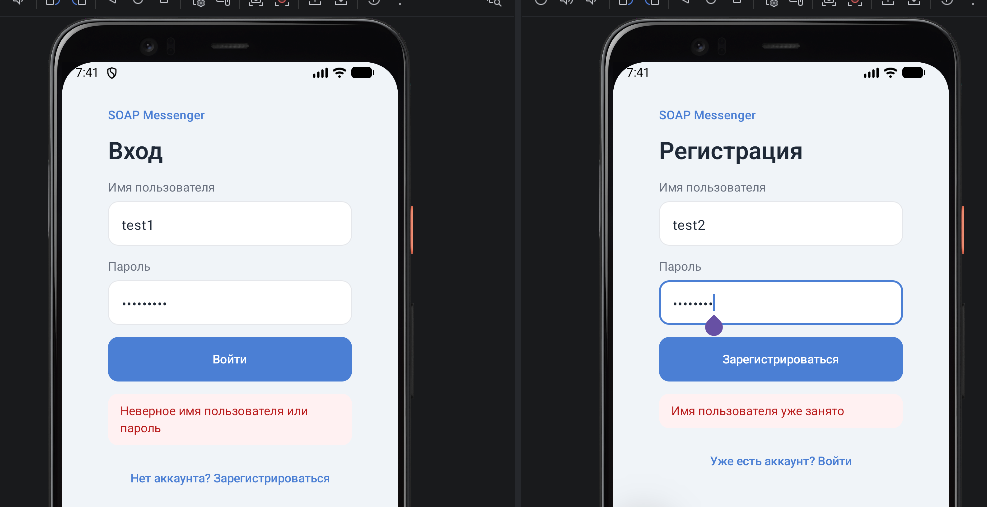 7:41
SOAP Messenger
Вход
Имя пользователя
test1
Пароль
•••••••••
Войти
Неверное имя пользователя или
пароль
Нет аккаунта? Зарегистрироваться
7:41
SOAP Messenger
Регистрация
Имя пользователя
test2
Пароль
••••••••
Зарегистрироваться
Имя пользователя уже занято
Уже есть аккаунт? Войти